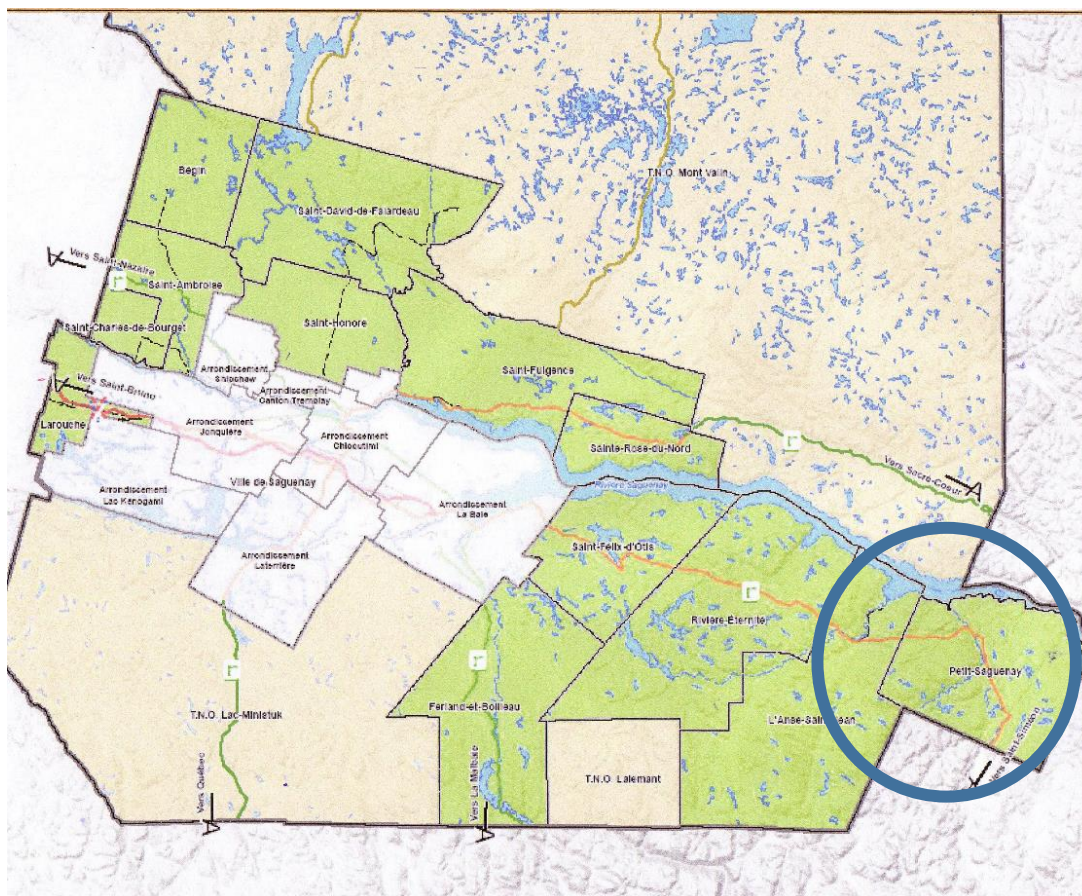 T.N.O. Mont Valin
Bégin
Saint-David-de-Falardeau
Vers Saint-Nazaire
r
Saint-Ambroise
Saint-Charles-de-Bourget
Saint-Honoré
Arrondissement
Shipshaw
Arrondissement
Canton Tremblay
Saint-Fulgence
Vers Saint-Bruno
Larouche
Arrondissement
Jonquière
Arrondissement
Chicoutimi
Sainte-Rose-du-Nord
r
Vers Sacré-Coeur
Ville de Saguenay
Arrondissement
Lac Kénogami
Rivière Saguenay
Arrondissement
La Baie
Arrondissement
Laterrière
Saint-Félix-d'Otis
r
Rivière-Éternité
Petit-Saguenay
r
r
T.N.O. Lac-Ministuk
Ferland-et-Boilleau
L'Anse-Saint-Jean
T.N.O. Lalemant
Vers Québec
Vers La Malbaie
Vers Saint-Siméon